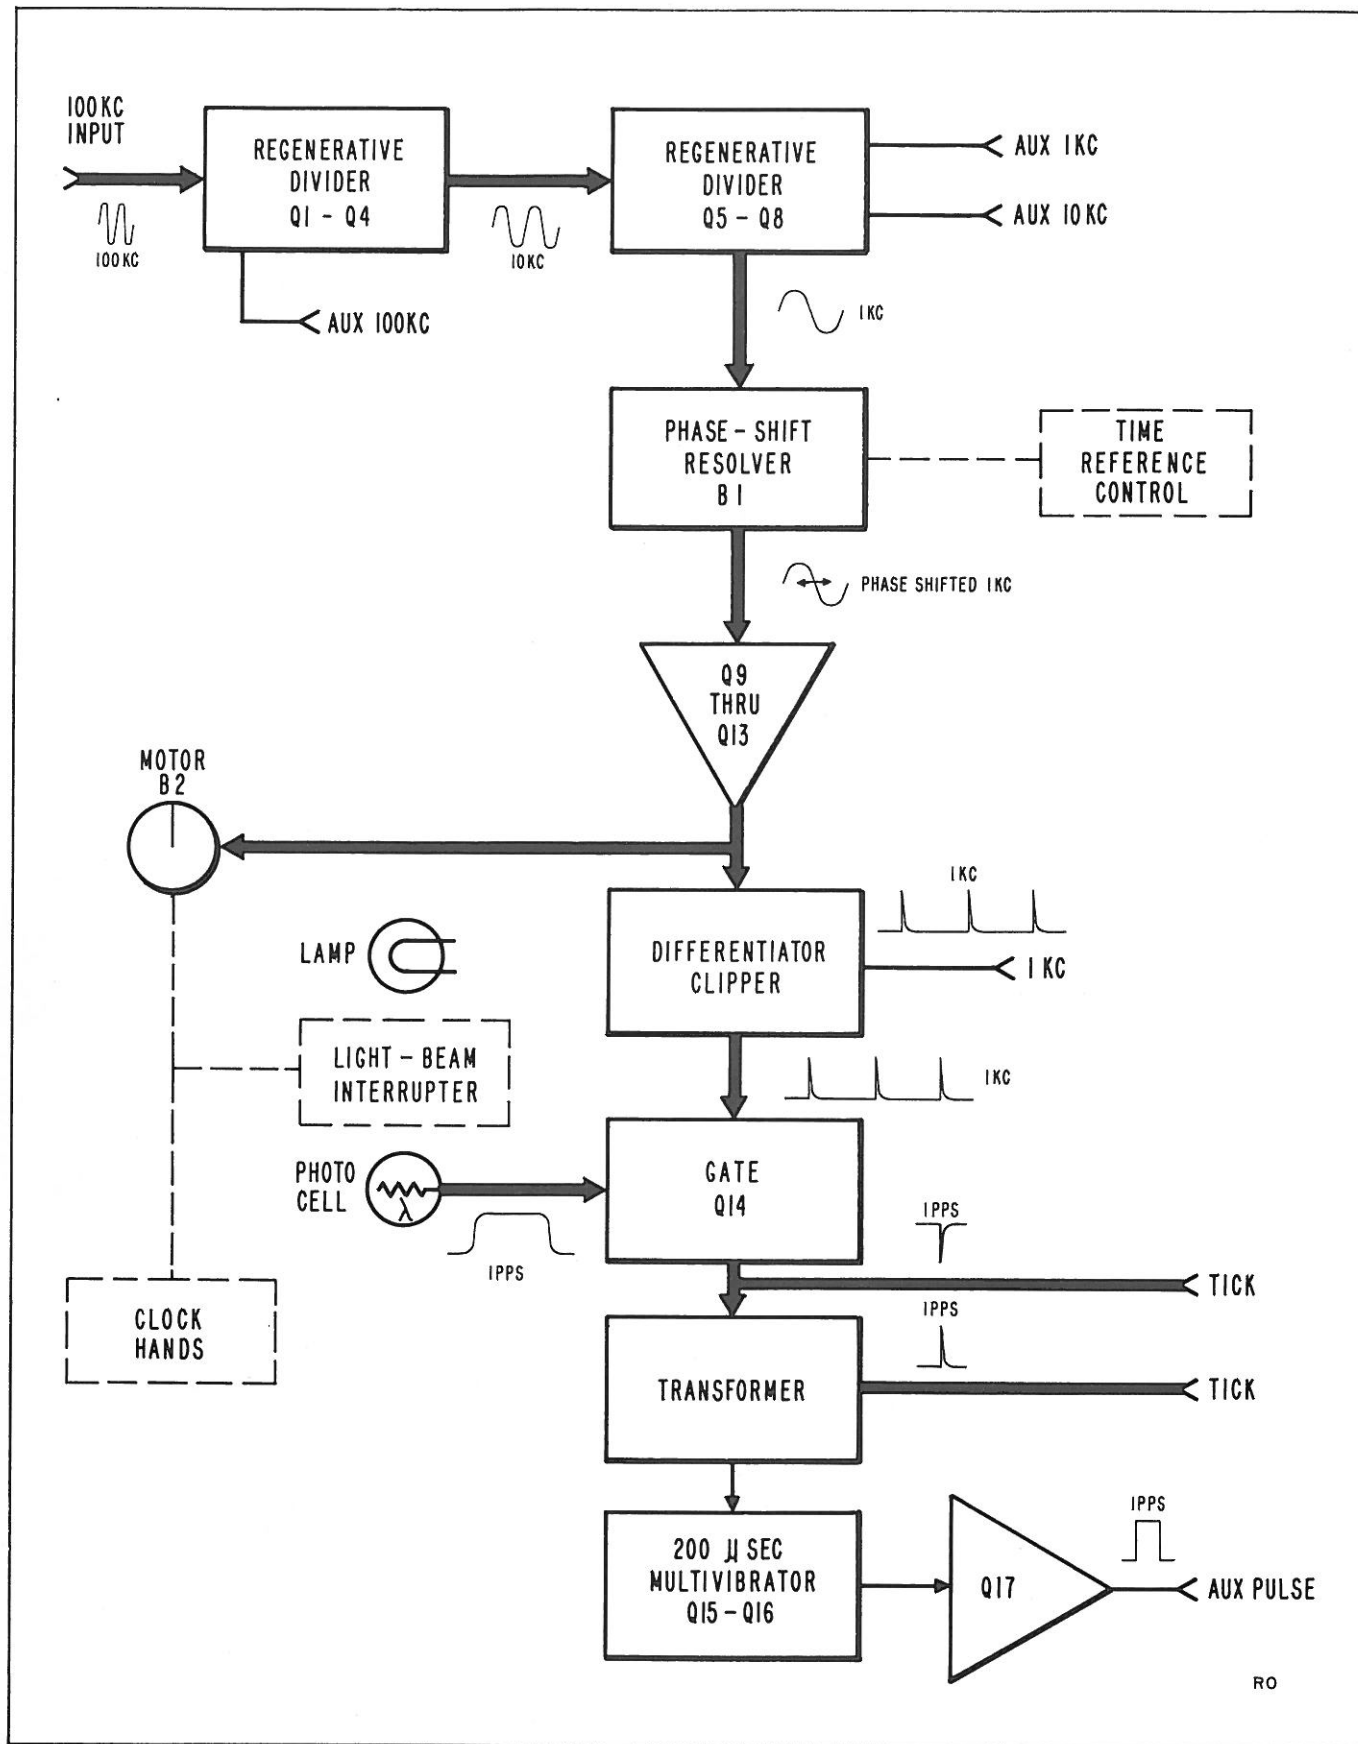 100KC
INPUT
100KC
REGENERATIVE
DIVIDER
Q1 - Q4
10KC
REGENERATIVE
DIVIDER
Q5 - Q8
AUX 1KC
AUX 10KC
AUX 100KC
1KC
PHASE - SHIFT
RESOLVER
B1
TIME
REFERENCE
CONTROL
PHASE SHIFTED 1KC
Q9
THRU
Q13
MOTOR
B2
LAMP
DIFFERENTIATOR
CLIPPER
1KC
1KC
LIGHT - BEAM
INTERRUPTER
1KC
PHOTO
CELL
λ
1PPS
GATE
Q14
1PPS
TICK
CLOCK
HANDS
TRANSFORMER
1PPS
TICK
200 µSEC
MULTIVIBRATOR
Q15 - Q16
Q17
1PPS
AUX PULSE
RO